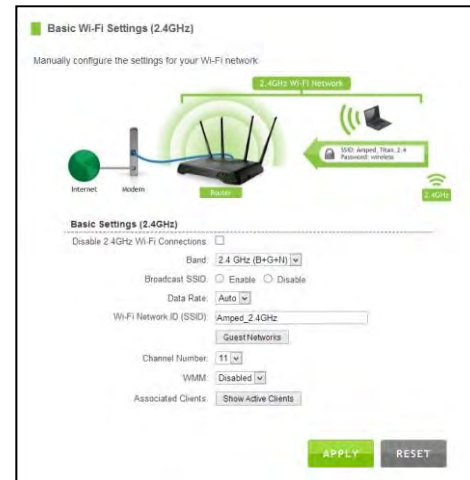 Basic Wi-Fi Settings (2.4GHz)
Manually configure the settings for your Wi-Fi network
2.4GHz Wi-Fi Network
SSID: Amped_Titan_2.4
Password: wireless
Internet
Modem
Router
2.4GHz
Basic Settings (2.4GHz)
Disable 2.4GHz Wi-Fi Connections:
Band: 2.4 GHz (B+G+N)
Broadcast SSID: Enable Disable
Data Rate: Auto
Wi-Fi Network ID (SSID): Amped_2.4GHz
Guest Networks
Channel Number: 11
WMM: Disabled
Associated Clients: Show Active Clients
APPLY RESET